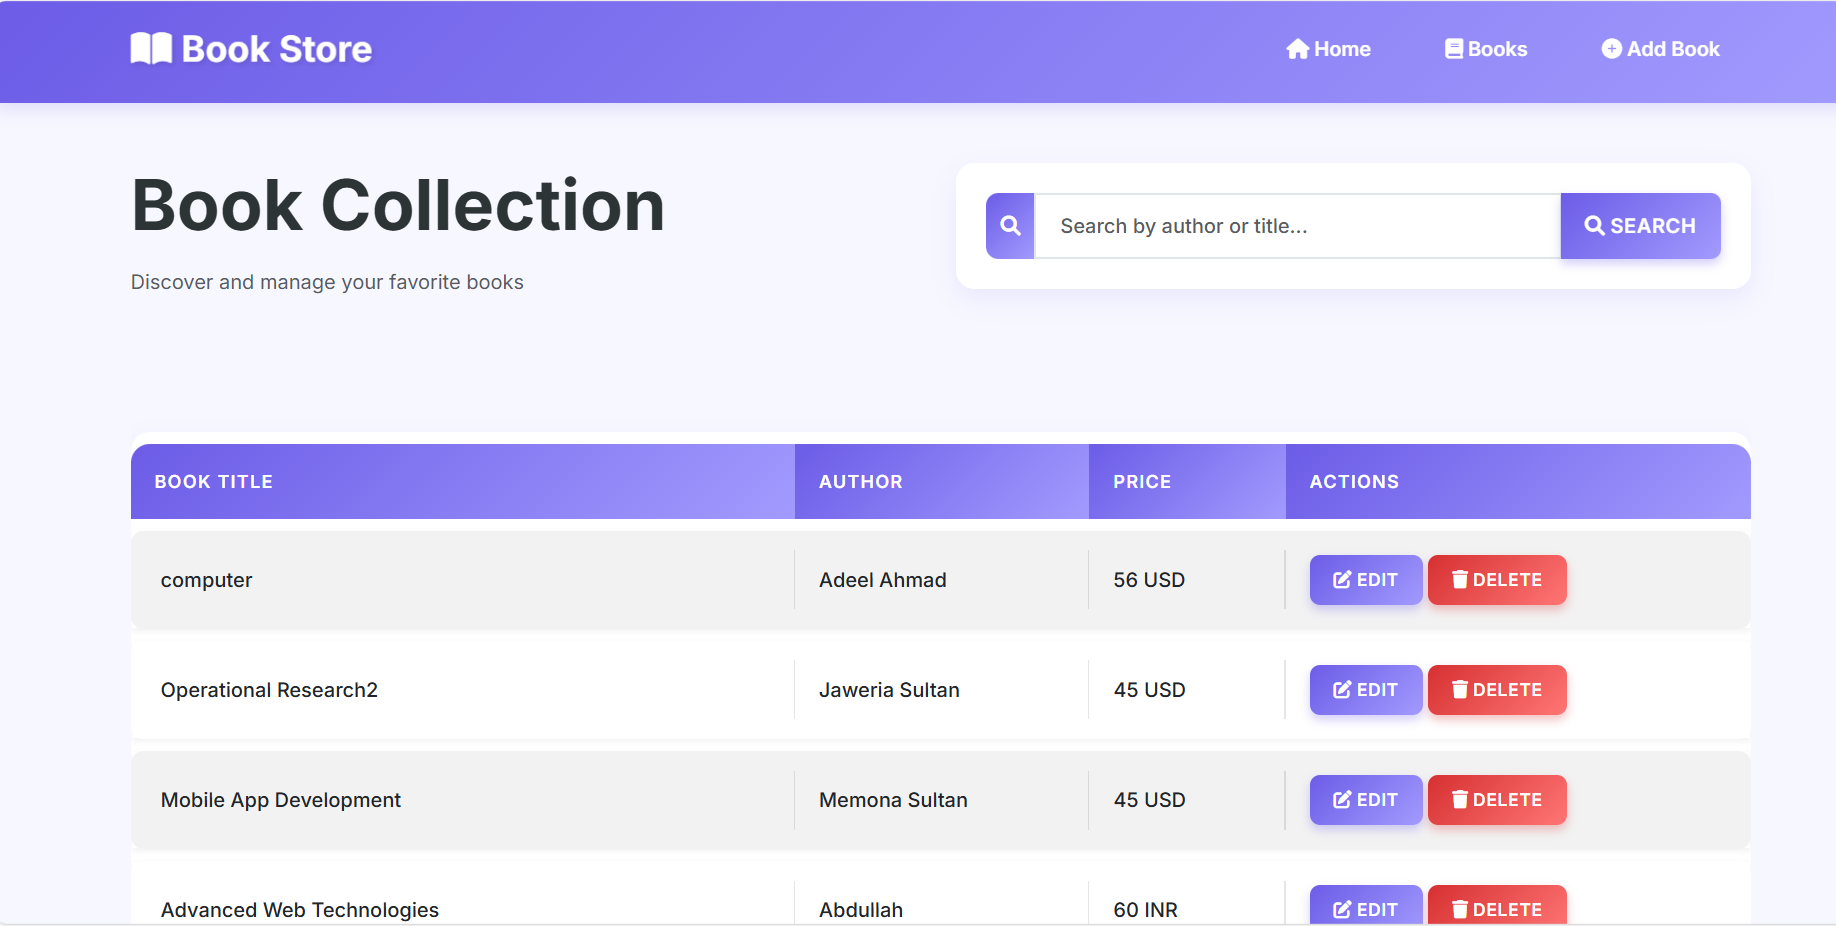 Book Store
Home
Books
Add Book
Book Collection
Discover and manage your favorite books
Search by author or title...
SEARCH
BOOK TITLE AUTHOR PRICE ACTIONS
computer Adeel Ahmad 56 USD EDIT DELETE
Operational Research2 Jaweria Sultan 45 USD EDIT DELETE
Mobile App Development Memona Sultan 45 USD EDIT DELETE
Advanced Web Technologies Abdullah 60 INR EDIT DELETE